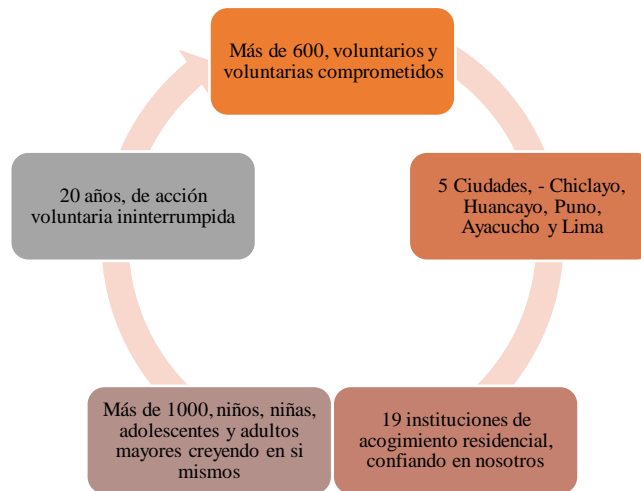 Más de 600, voluntarios y
voluntarias comprometidos
5 Ciudades, - Chiclayo,
Huancayo, Puno,
Ayacucho y Lima
19 instituciones de
acogimiento residencial,
confiando en nosotros
Más de 1000, niños, niñas,
adolescentes y adultos
mayores creyendo en si
mismos
20 años, de acción
voluntaria ininterrumpida